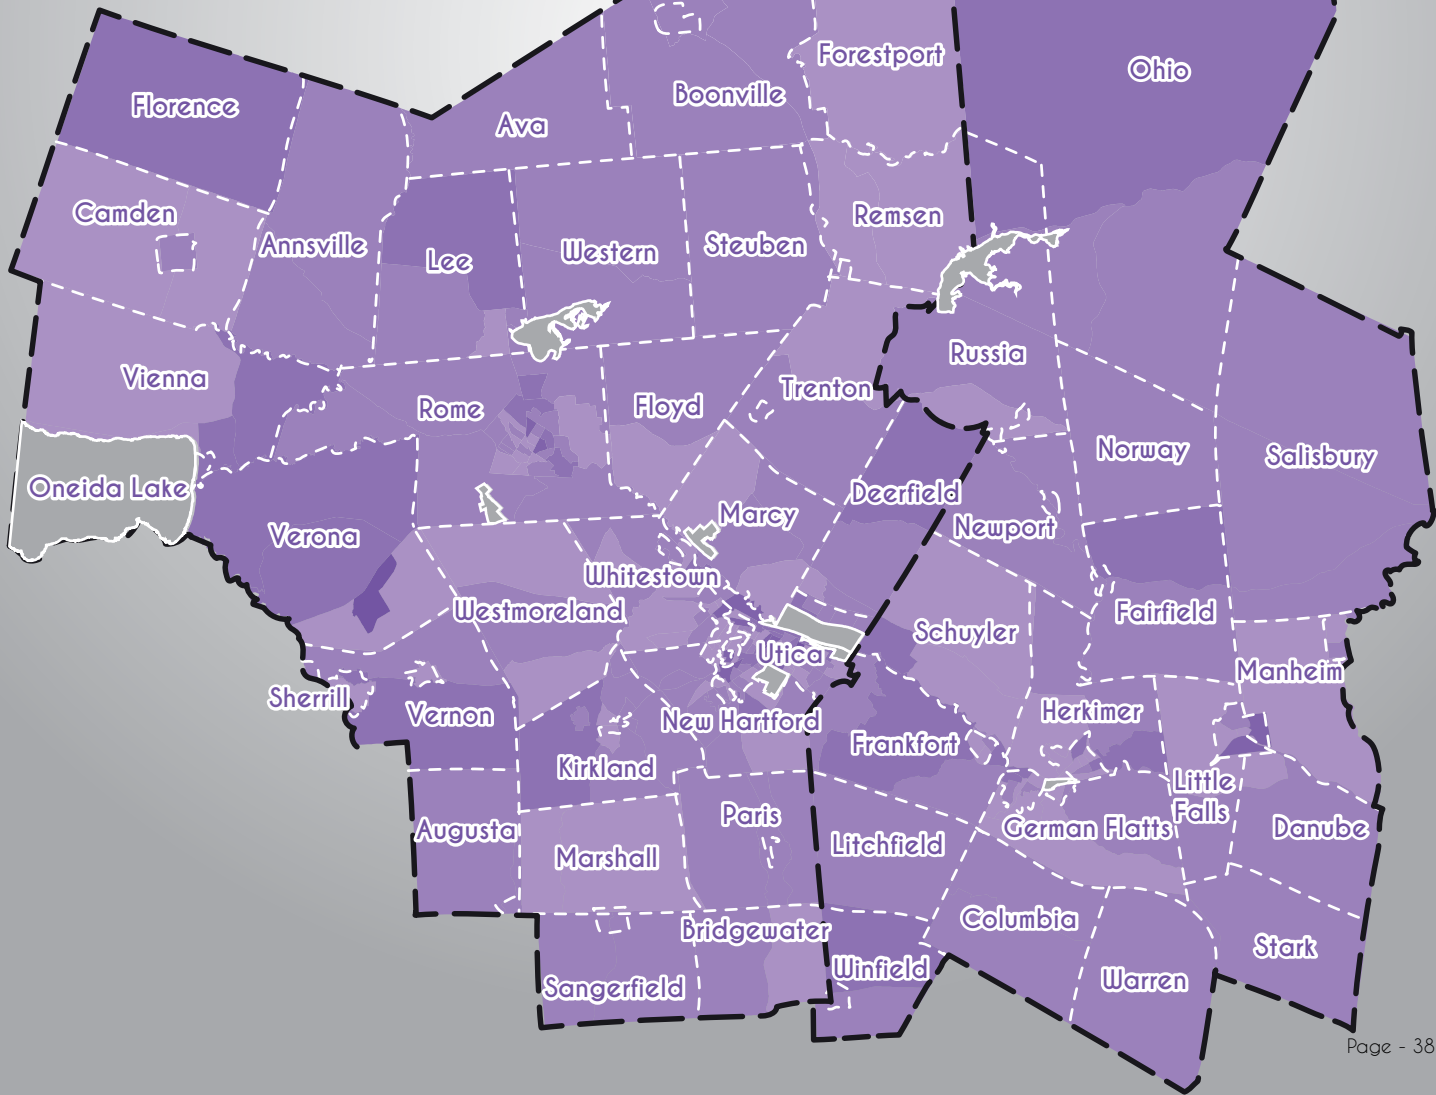 Forestport
Ohio
Boonville
Florence
Ava
Camden
Remsen
Annsville
Lee
Western
Steuben
Russia
Vienna
Trenton
Rome
Floyd
Norway
Salisbury
Oneida Lake
Deerfield
Marcy
Newport
Verona
Whitestown
Westmoreland
Fairfield
Schuyler
Utica
Manheim
Sherrill
Vernon
New Hartford
Herkimer
Frankfort
Kirkland
Little
Falls
Paris
Augusta
German Flatts
Danube
Litchfield
Marshall
Columbia
Bridgewater
Stark
Winfield
Warren
Sangerfield
Page - 38